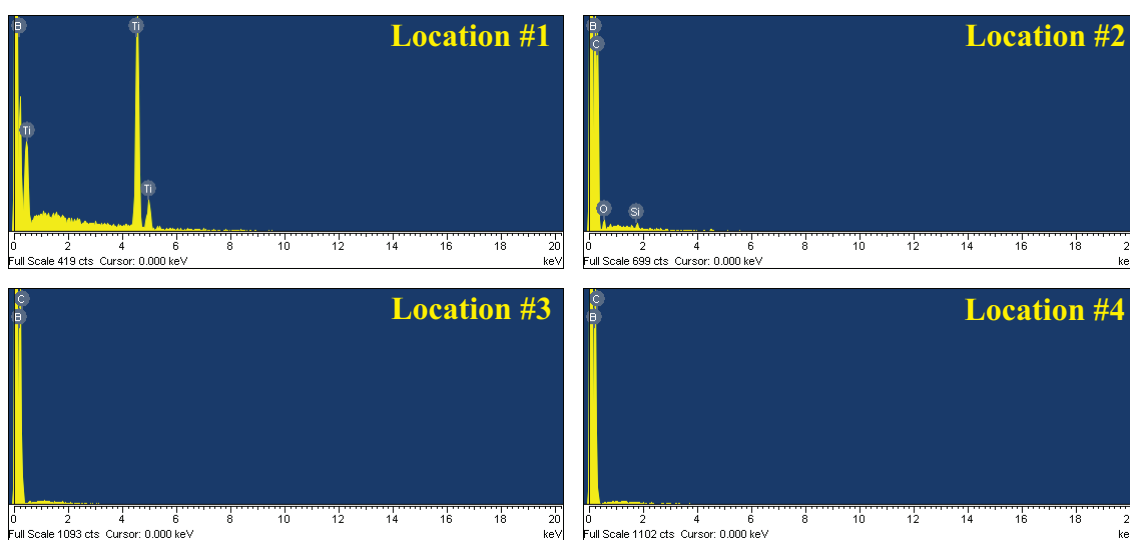 B
Ti
Location #1
Ti
Ti
0 2 4 6 8 10 12 14 16 18 20
Full Scale 419 cts Cursor: 0.000 keV
keV
B
Location #2
C
O
Si
0 2 4 6 8 10 12 14 16 18 2
Full Scale 699 cts Cursor: 0.000 keV
ke
C
Location #3
B
0 2 4 6 8 10 12 14 16 18 20
Full Scale 1093 cts Cursor: 0.000 keV
keV
C
Location #4
B
0 2 4 6 8 10 12 14 16 18 2
Full Scale 1102 cts Cursor: 0.000 keV
ke